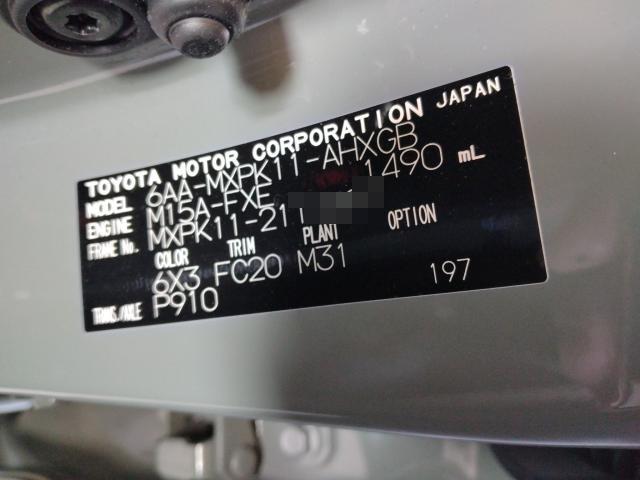 TOYOTA MOTOR CORPORATION JAPAN
MODEL 6AA-MXPK11-AHXGB
ENGINE M15A-FXE 1490 mL
FRAME No. MXPK11-211
COLOR TRIM PLANT OPTION
6X3 FC20 M31
TRANS./AXLE P910 197